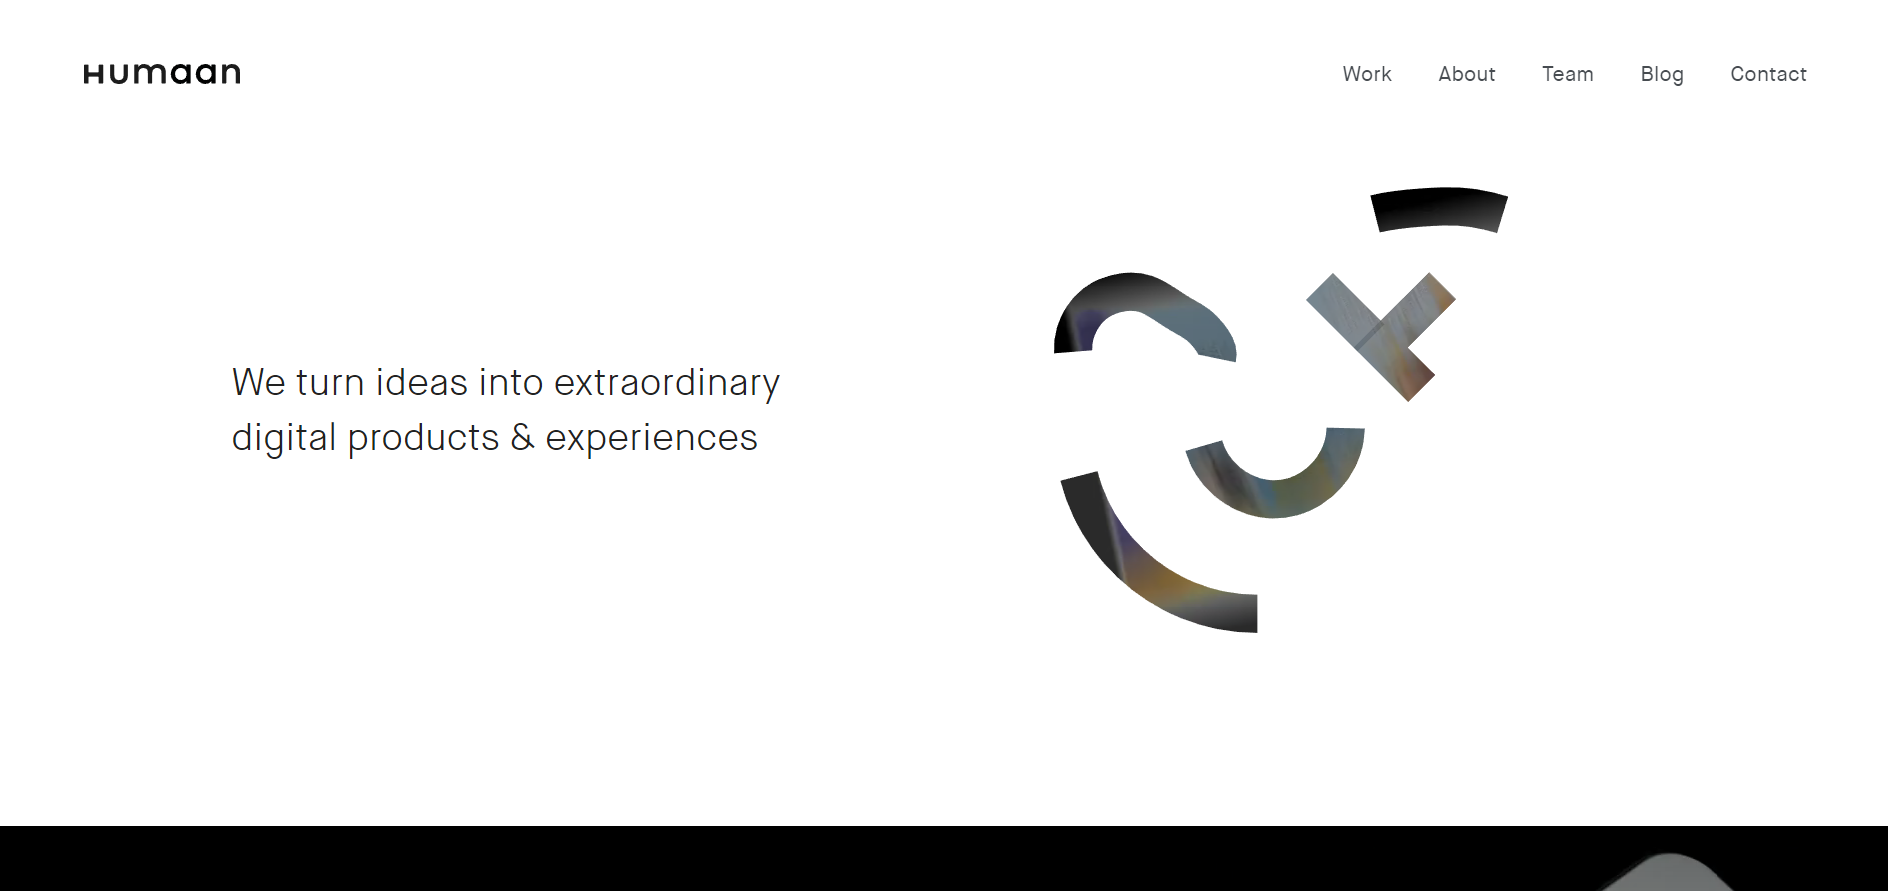 Humaan
Work About Team Blog Contact
We turn ideas into extraordinary
digital products & experiences